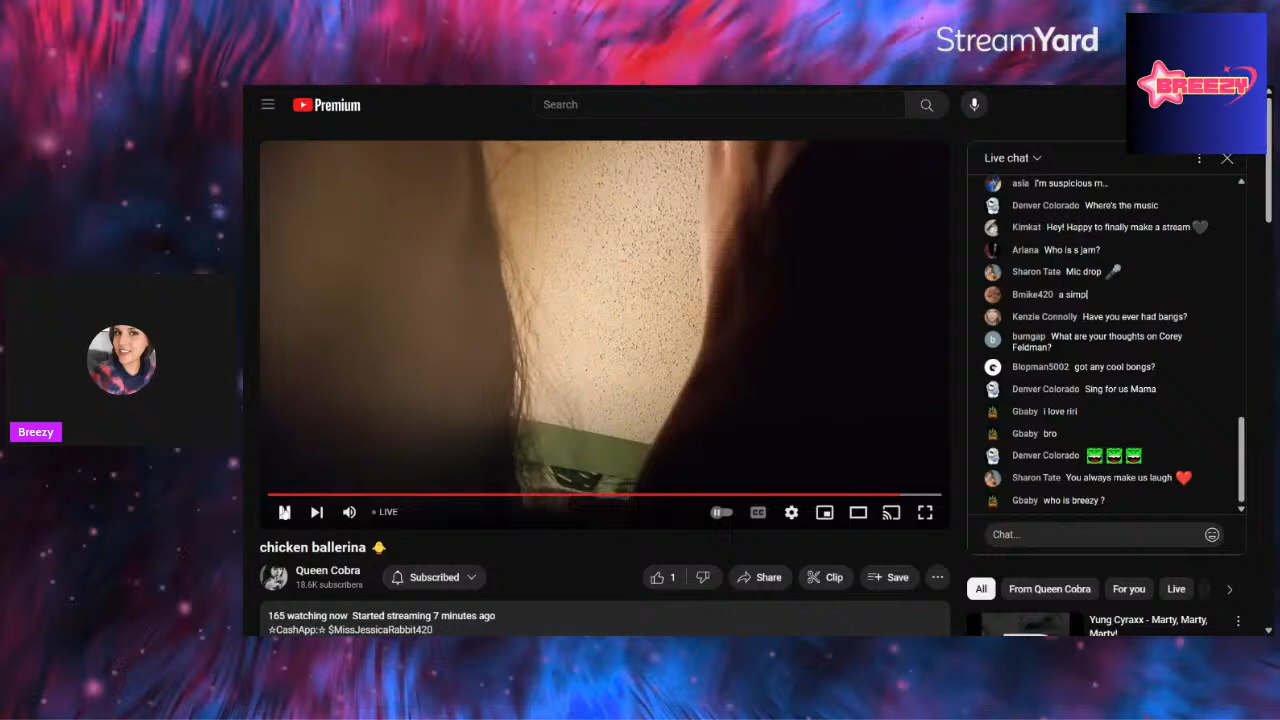 StreamYard
BREEZY
Premium
Search
Live chat
asia i'm suspicious rn...
Denver Colorado Where's the music
Kimkat Hey! Happy to finally make a stream
Ariana Who is s jam?
Sharon Tate Mic drop
Bmike420 a simp|
Kenzie Connolly Have you ever had bangs?
bumgap What are your thoughts on Corey
Feldman?
Blopman5002 got any cool bongs?
Denver Colorado Sing for us Mama
Gbaby i love riri
Gbaby bro
Denver Colorado
Sharon Tate You always make us laugh
Gbaby who is breezy ?
Chat...
Breezy
LIVE
CC
chicken ballerina
Queen Cobra
18.6K subscribers
Subscribed
1
Share
Clip
Save
All
From Queen Cobra
For you
Live
165 watching now Started streaming 7 minutes ago
☆CashApp:☆ $MissJessicaRabbit420
Yung Cyraxx - Marty, Marty,
Marty!